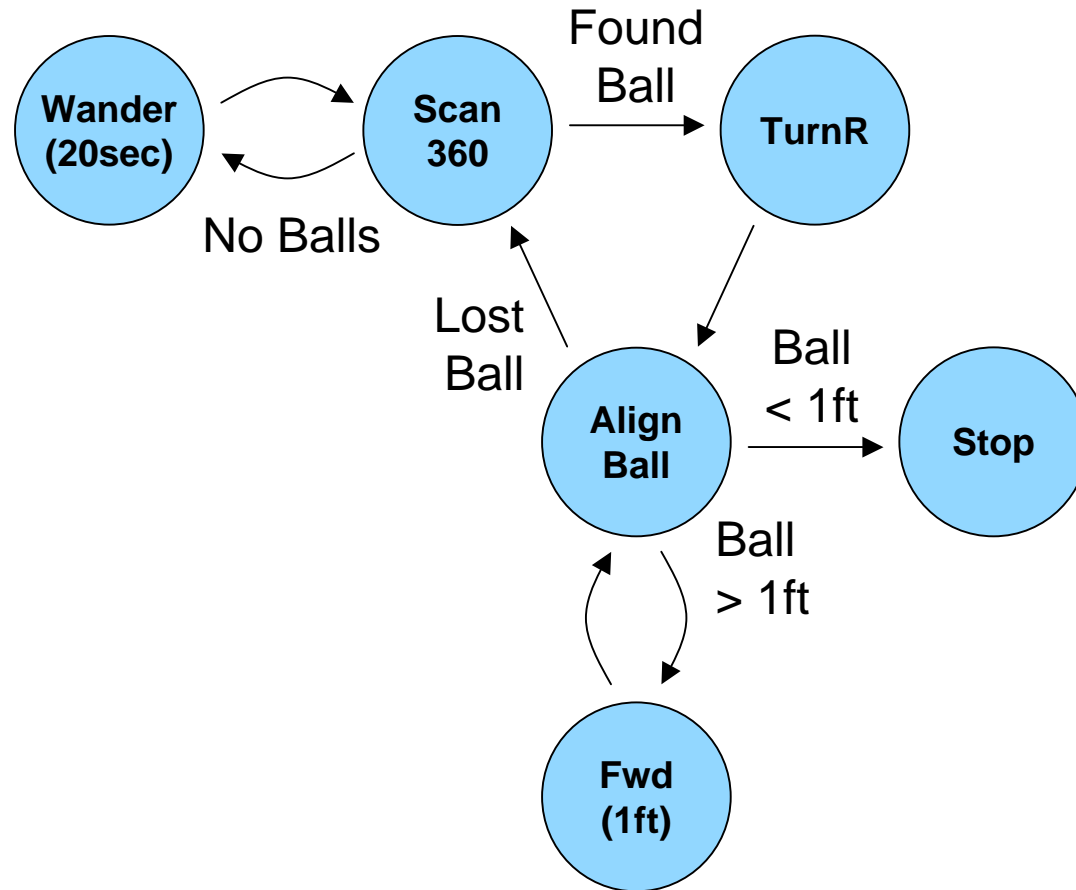 Found
Ball
Wander
(20sec)
Scan
360
TurnR
No Balls
Lost
Ball
Ball
< 1ft
Align
Ball
Stop
Ball
> 1ft
Fwd
(1ft)